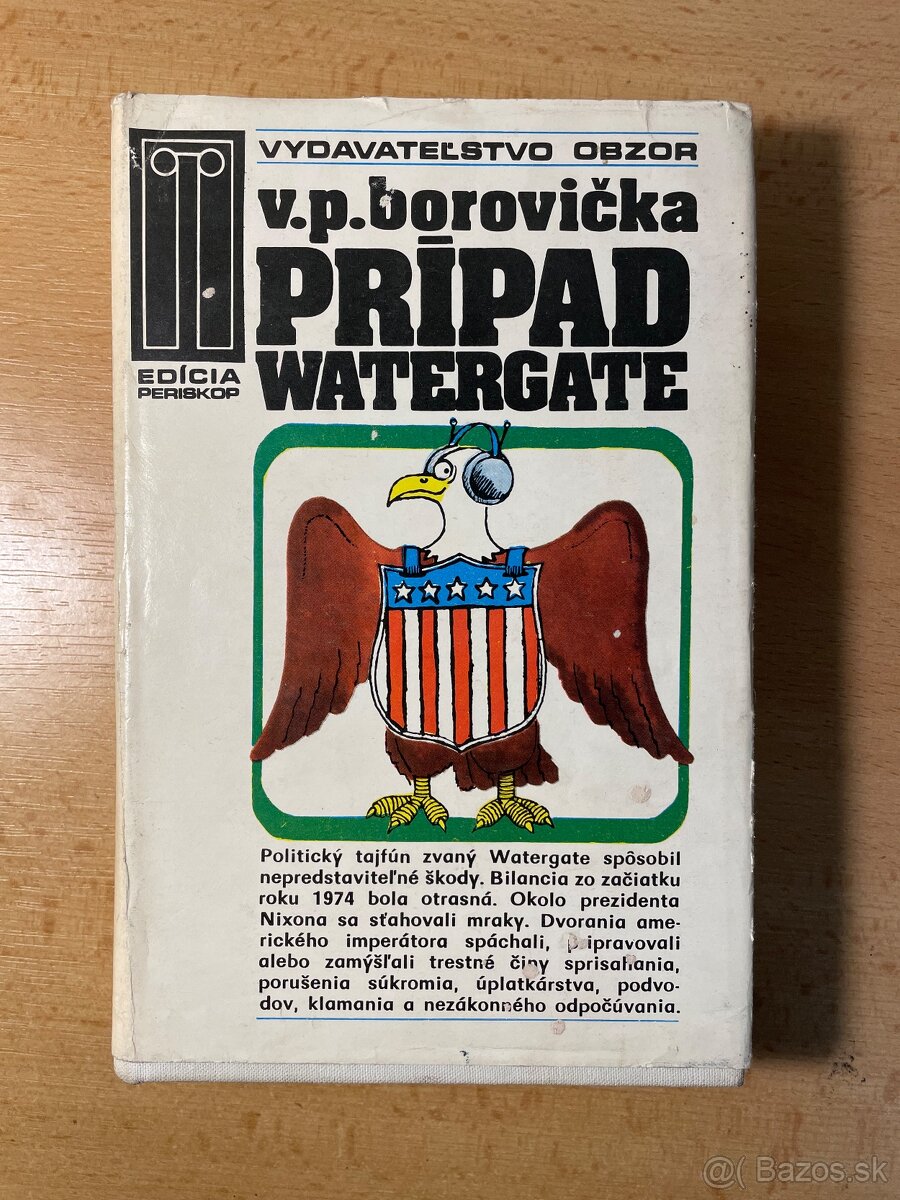 VYDAVATEĽSTVO OBZOR
v.p.borovička
PRÍPAD
WATERGATE
EDÍCIA
PERISKOP
Politický tajfún zvaný Watergate spôsobil
nepredstaviteľné škody. Bilancia zo začiatku
roku 1974 bola otrasná. Okolo prezidenta
Nixona sa sťahovali mraky. Dvorania ame-
rického imperátora spáchali, pripravovali
alebo zamýšľali trestné činy sprisahania,
porušenia súkromia, úplatkárstva, podvo-
dov, klamania a nezákonného odpočúvania.
@( Bazos.sk